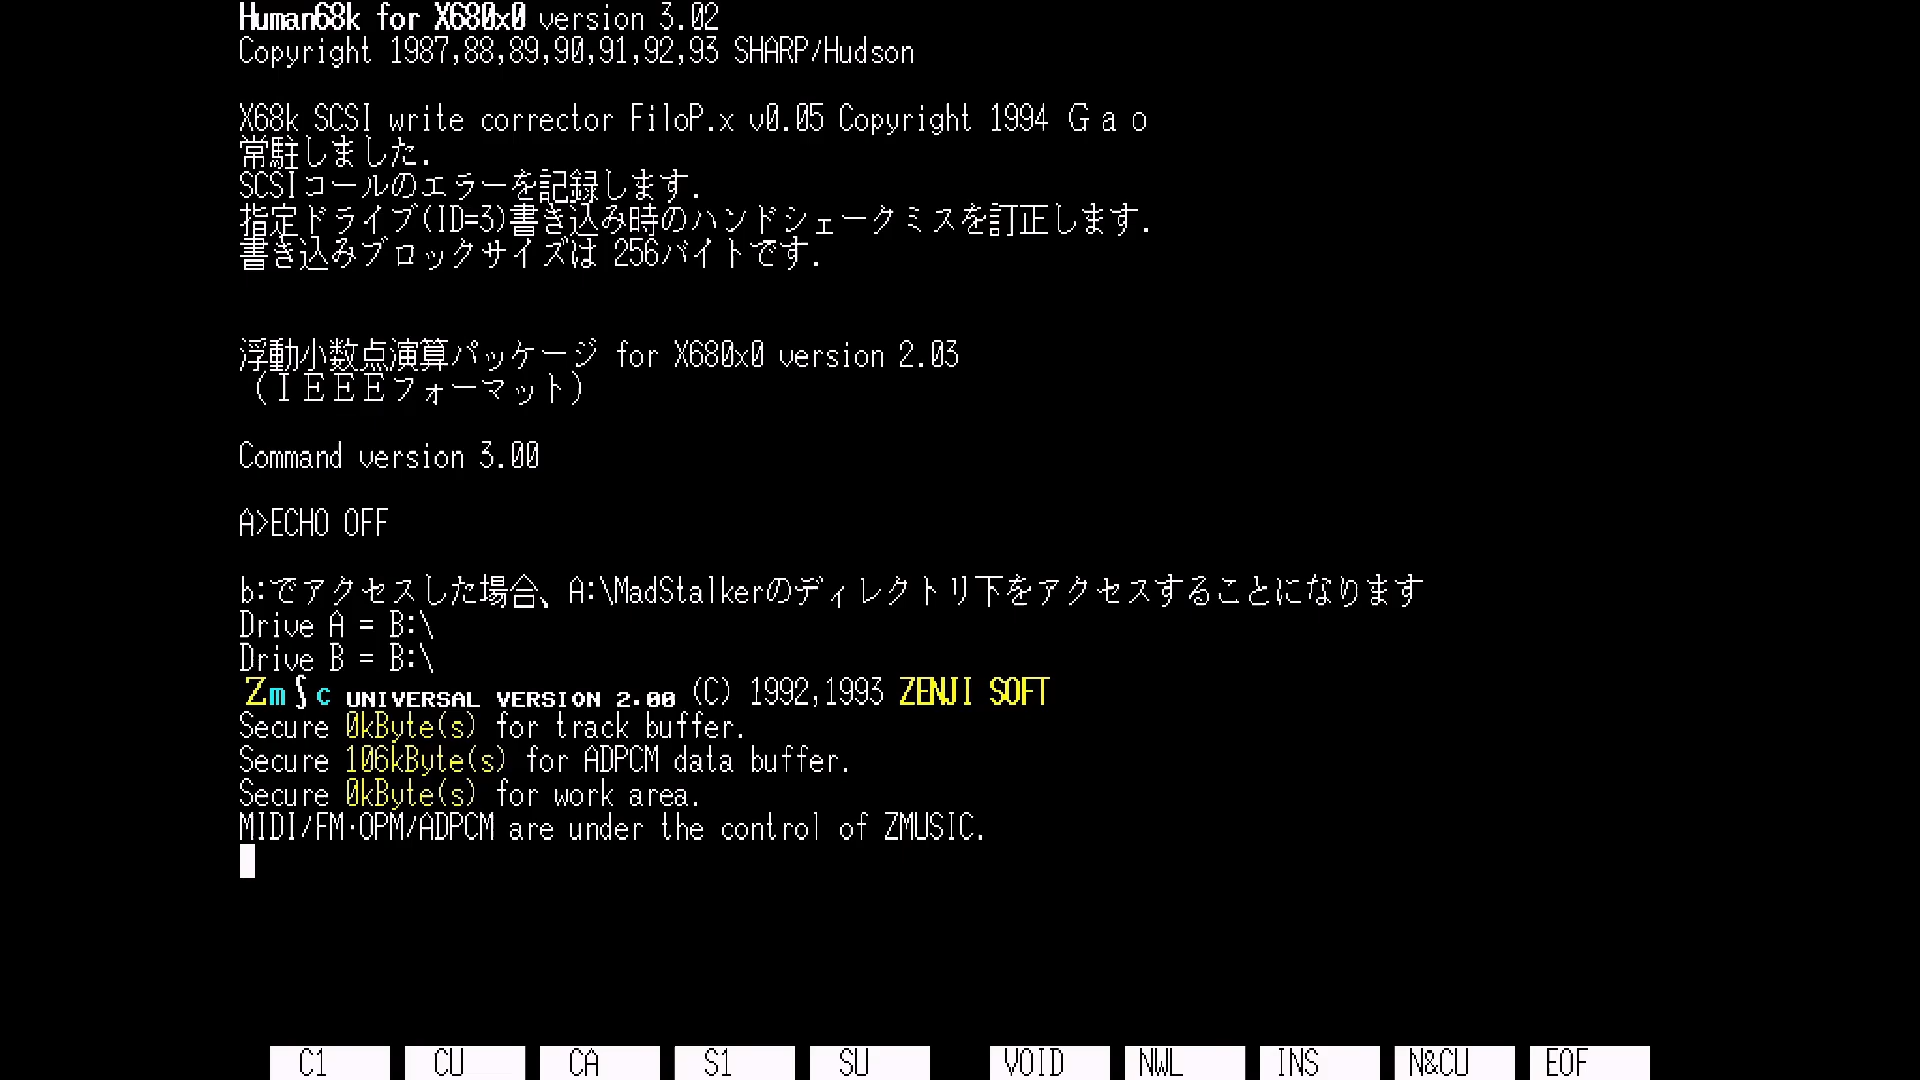 Human68k for X680x0 version 3.02
Copyright 1987,88,89,90,91,92,93 SHARP/Hudson
X68k SCSI write corrector FiloP.x v0.05 Copyright 1994 Ｇａｏ
常駐しました.
SCSIコールのエラーを記録します.
指定ドライブ(ID=3)書き込み時のハンドシェークミスを訂正します.
書き込みブロックサイズは 256バイトです.
浮動小数点演算パッケージ for X680x0 version 2.03
（ＩＥＥＥフォーマット）
Command version 3.00
A>ECHO OFF
b:でアクセスした場合、A:\MadStalkerのディレクトリ下をアクセスすることになります
Drive A = B:\
Drive B = B:\
Zm∫c UNIVERSAL VERSION 2.00 (C) 1992,1993 ZENJI SOFT
Secure 0kByte(s) for track buffer.
Secure 106kByte(s) for ADPCM data buffer.
Secure 0kByte(s) for work area.
MIDI/FM·OPM/ADPCM are under the control of ZMUSIC.
C1 CU CA S1 SU VOID NWL INS N&CU EOF